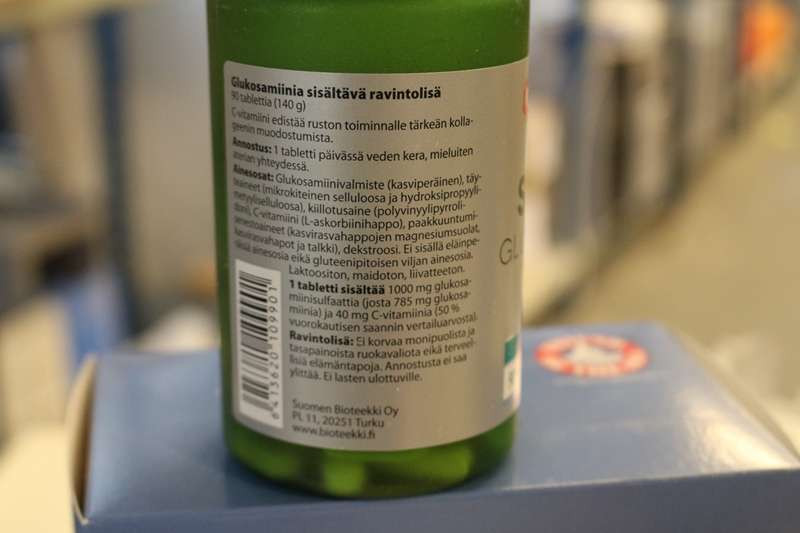 Glukosamiinia sisältävä ravintolisä
90 tablettia (140 g)
C-vitamiini edistää ruston toiminnalle tärkeän kolla-
geenin muodostumista.
Annostus: 1 tabletti päivässä veden kera, mieluiten
aterian yhteydessä.
Ainesosat: Glukosamiinivalmiste (kasviperäinen), täy-
teaineet (mikrokiteinen selluloosa ja hydroksipropyyli-
metyyliselluloosa), kiillotusaine (polyvinyylipyrroli-
doni), C-vitamiini (L-askorbiinihappo), paakkuuntumi-
senestoaineet (kasvirasvahappojen magnesiumsuolat,
kasvirasvahapot ja talkki), dekstroosi. Ei sisällä eläinpe-
räisiä ainesosia eikä gluteenipitoisen viljan ainesosia.
Laktoositon, maidoton, liivatteeton.
1 tabletti sisältää 1000 mg glukosa-
miinisulfaattia (josta 785 mg glukosa-
miinia) ja 40 mg C-vitamiinia (50 %
vuorokautisen saannin vertailuarvosta).
Ravintolisä: Ei korvaa monipuolista ja
tasapainoista ruokavaliota eikä terveel-
lisiä elämäntapoja. Annostusta ei saa
ylittää. Ei lasten ulottuville.
6413620109901
Suomen Bioteekki Oy
PL 11, 20251 Turku
www.bioteekki.fi